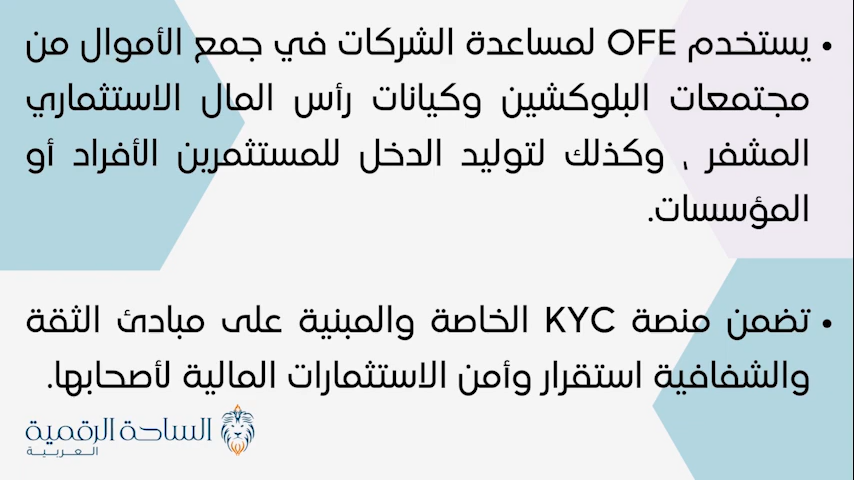 • يستخدم OFE لمساعدة الشركات في جمع الأموال من
مجتمعات البلوكشين وكيانات رأس المال الاستثماري
المشفر ، وكذلك لتوليد الدخل للمستثمرين الأفراد أو
المؤسسات.
• تضمن منصة KYC الخاصة والمبنية على مبادئ الثقة
والشفافية استقرار وأمن الاستثمارات المالية لأصحابها.
الساحة الرقمية
العربية